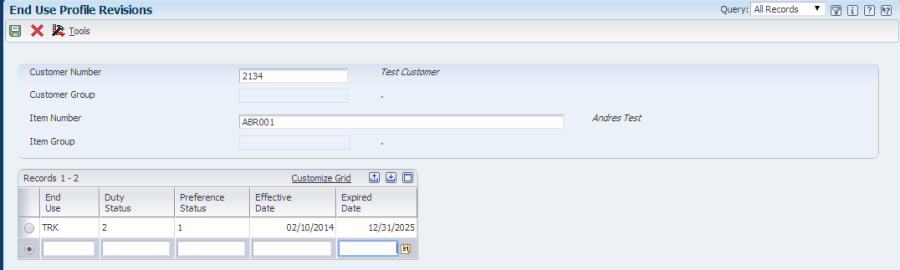 End Use Profile Revisions
Query: All Records
Tools
Customer Number 2134 Test Customer
Customer Group .
Item Number ABR001 Andres Test
Item Group .
Records 1 - 2 Customize Grid
End Use Duty Status Preference Status Effective Date Expired Date
TRK 2 1 02/10/2014 12/31/2025
31